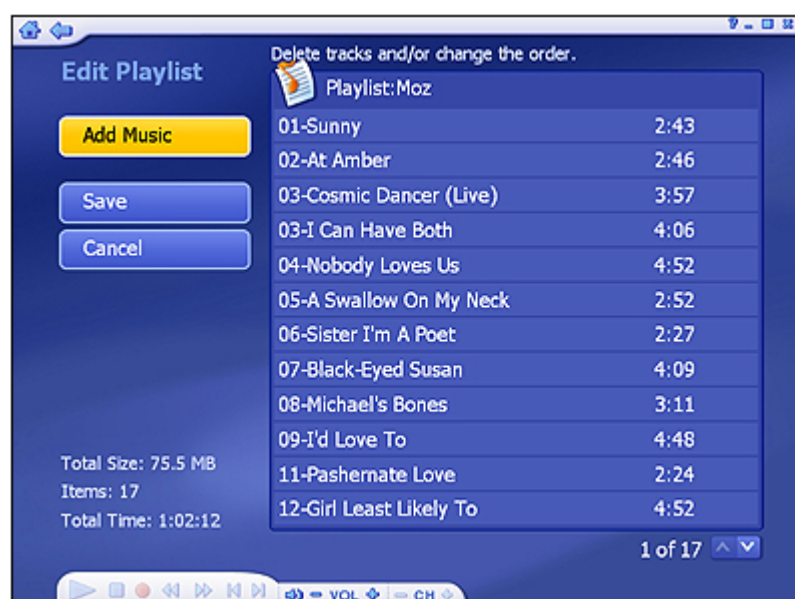 Edit Playlist
Add Music
Save
Cancel
Total Size: 75.5 MB
Items: 17
Total Time: 1:02:12
Delete tracks and/or change the order.
Playlist:Moz
01-Sunny 2:43
02-At Amber 2:46
03-Cosmic Dancer (Live) 3:57
03-I Can Have Both 4:06
04-Nobody Loves Us 4:52
05-A Swallow On My Neck 2:52
06-Sister I'm A Poet 2:27
07-Black-Eyed Susan 4:09
08-Michael's Bones 3:11
09-I'd Love To 4:48
11-Pashernate Love 2:24
12-Girl Least Likely To 4:52
1 of 17
VOL
CH